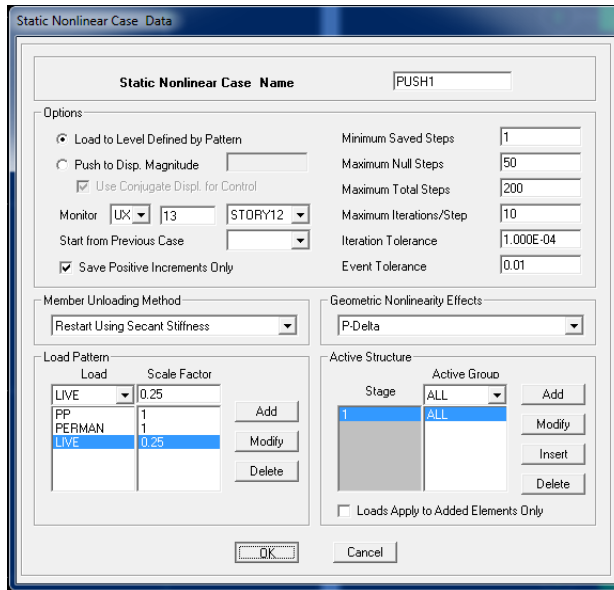 Static Nonlinear Case Data
Static Nonlinear Case Name PUSH1
Options
Load to Level Defined by Pattern
Push to Disp. Magnitude
Use Conjugate Displ. for Control
Monitor UX 13 STORY12
Start from Previous Case
Save Positive Increments Only
Minimum Saved Steps 1
Maximum Null Steps 50
Maximum Total Steps 200
Maximum Iterations/Step 10
Iteration Tolerance 1.000E-04
Event Tolerance 0.01
Member Unloading Method
Restart Using Secant Stiffness
Geometric Nonlinearity Effects
P-Delta
Load Pattern
Load Scale Factor
LIVE 0.25
PP 1
PERMAN 1
LIVE 0.25
Add
Modify
Delete
Active Structure
Active Group
Stage ALL
1 ALL
Add
Modify
Insert
Delete
Loads Apply to Added Elements Only
OK Cancel